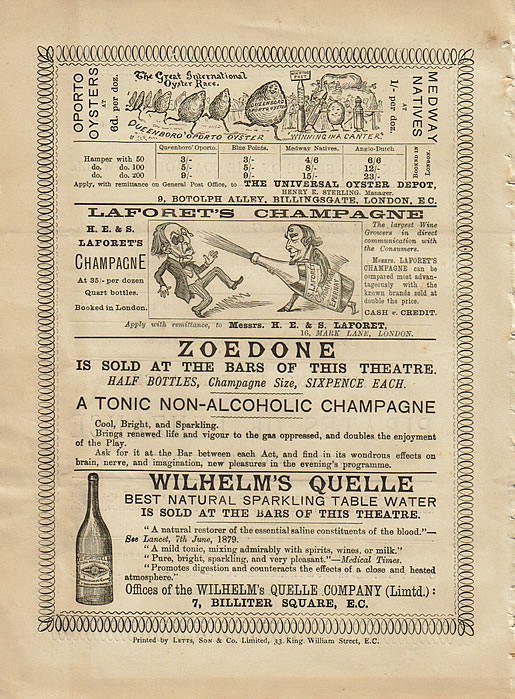 OPORTO
OYSTERS
AT
6d. per doz.
The Great International
Oyster Race.
QUEENBORO' OPORTO OYSTER
"WINNING IN A CANTER"
MEDWAY
NATIVES
AT
1/- per doz.
Queenboro' Oporto. Blue Points. Medway Natives. Anglo-Dutch
Hamper with 50 3/- 3/- 4/6 6/6
do. do. 100 5/- 5/- 8/- 12/-
do. do. 200 9/- 9/- 15/- 23/-
BOOKED IN
LONDON.
Apply, with remittance on General Post Office, to THE UNIVERSAL OYSTER DEPOT,
HENRY E. STERLING, Manager.
9, BOTOLPH ALLEY, BILLINGSGATE, LONDON, E.C.
LAFORET'S CHAMPAGNE
H. E. & S.
LAFORET'S
CHAMPAGNE
At 35/- per dozen
Quart bottles.
Booked in London.
The largest Wine
Growers in direct
communication with
the Consumers.
Messrs. LAFORET'S
CHAMPAGNE can be
compared most advan-
tageously with the
known brands sold at
double the price.
CASH v. CREDIT.
Apply with remittance, to Messrs. H. E. & S. LAFORET,
16, MARK LANE, LONDON.
ZOEDONE
IS SOLD AT THE BARS OF THIS THEATRE.
HALF BOTTLES, Champagne Size, SIXPENCE EACH.
A TONIC NON-ALCOHOLIC CHAMPAGNE
Cool, Bright, and Sparkling.
Brings renewed life and vigour to the gas oppressed, and doubles the enjoyment
of the Play.
Ask for it at the Bar between each Act, and find in its wondrous effects on
brain, nerve, and imagination, new pleasures in the evening's programme.
WILHELM'S QUELLE
BEST NATURAL SPARKLING TABLE WATER
IS SOLD AT THE BARS OF THIS THEATRE.
"A natural restorer of the essential saline constituents of the blood."—
See Lancet, 7th June, 1879.
"A mild tonic, mixing admirably with spirits, wines, or milk."
"Pure, bright, sparkling, and very pleasant."—Medical Times.
"Promotes digestion and counteracts the effects of a close and heated
atmosphere."
Offices of the WILHELM'S QUELLE COMPANY (Limtd.):
7, BILLITER SQUARE, E.C.
Printed by LETTS, SON & Co. Limited, 33, King William Street, E.C.